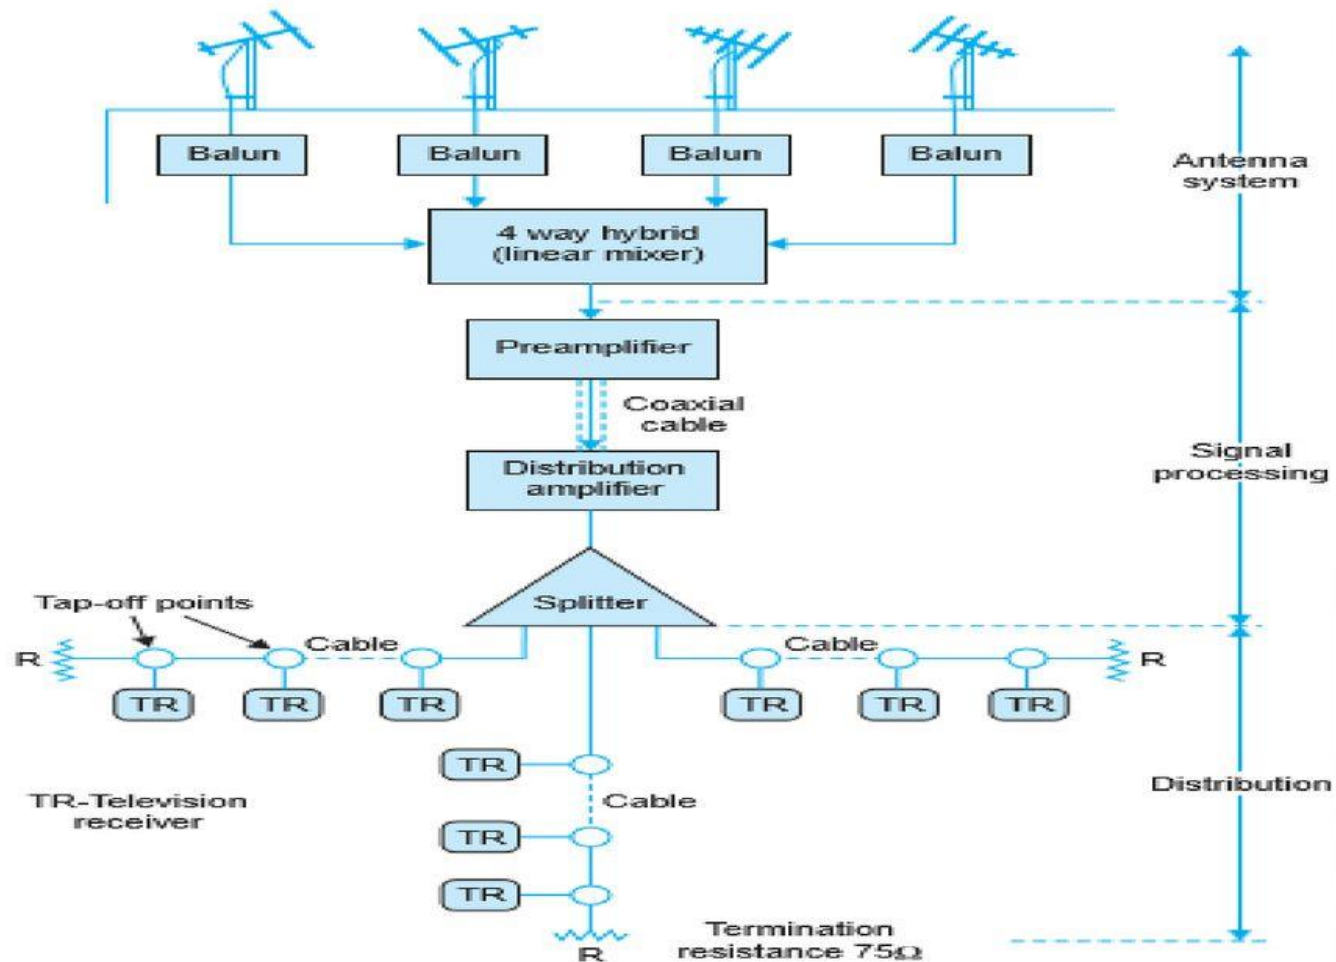 Balun
Balun
Balun
Balun
Antenna
system
4 way hybrid
(linear mixer)
Preamplifier
Coaxial
cable
Signal
processing
Distribution
amplifier
Splitter
Tap-off points
Cable
Cable
R
R
TR
TR
TR
TR
TR
TR
TR
Distribution
TR-Television
receiver
Cable
TR
TR
Termination
resistance 75Ω
R